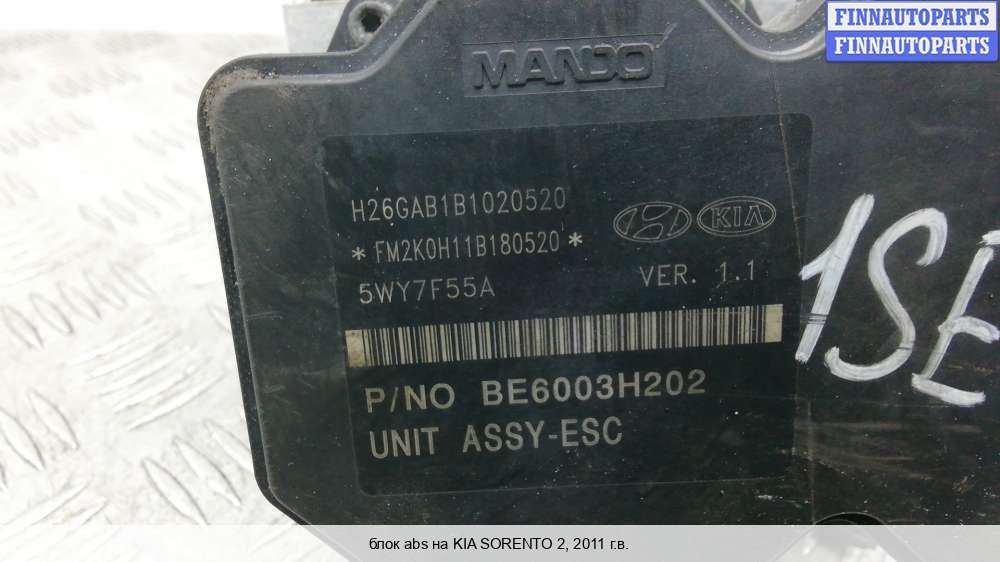 FINNAUTOPARTS
FINNAUTOPARTS
MANDO
H26GAB1B1020520
*FM2K0H11B180520*
KIA
5WY7F55A
VER. 1.1
P/NO BE6003H202
UNIT ASSY-ESC
1SE
блок abs на KIA SORENTO 2, 2011 г.в.